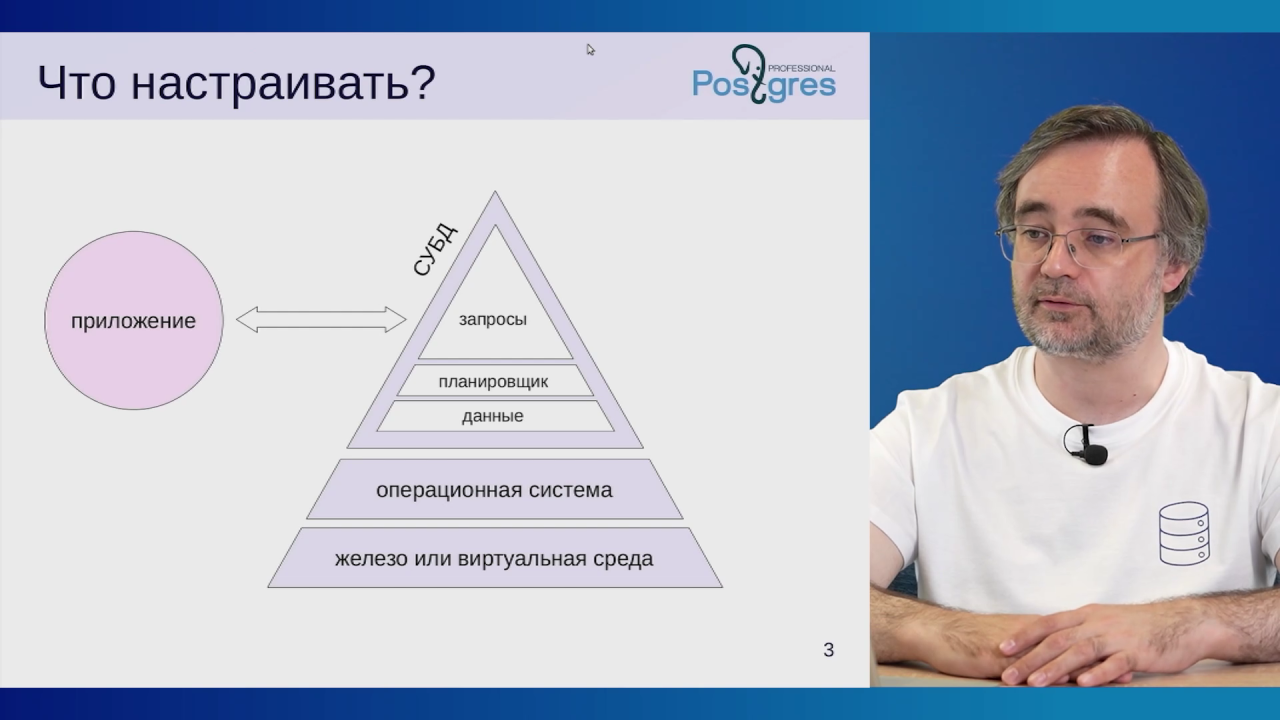 Что настраивать?
PROFESSIONAL
Postgres
СУБД
приложение
запросы
планировщик
данные
операционная система
железо или виртуальная среда
3